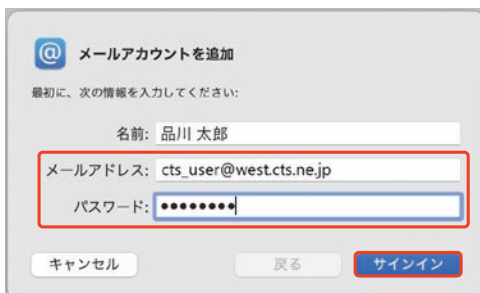 メールアカウントを追加
最初に、次の情報を入力してください:
名前: 品川 太郎
メールアドレス: cts_user@west.cts.ne.jp
パスワード: ●●●●●●●●
キャンセル 戻る サインイン